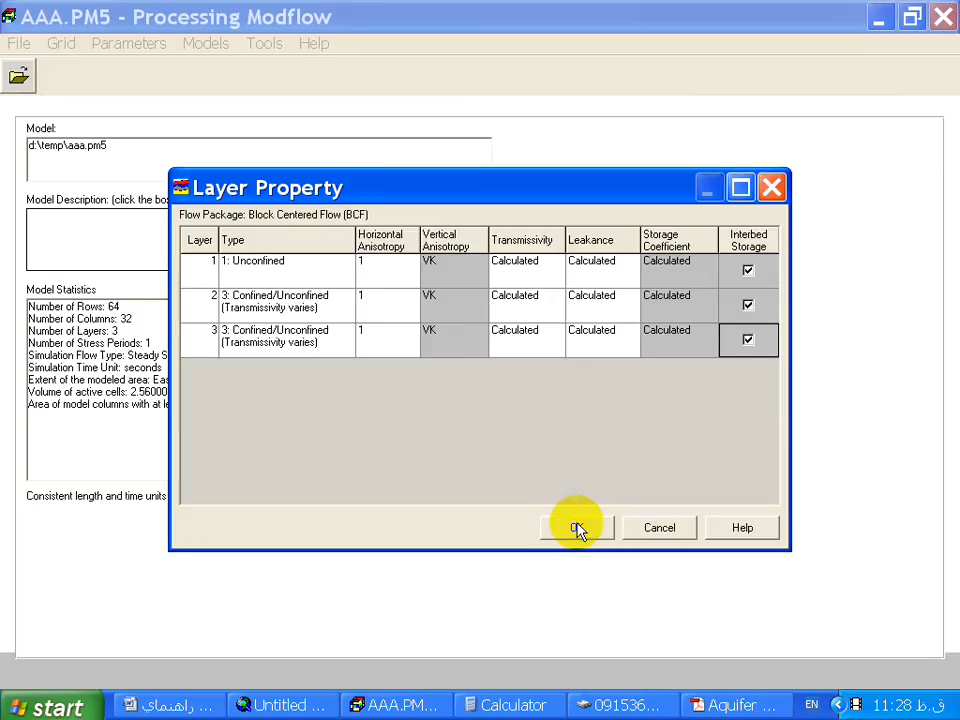 AAA.PM5 - Processing Modflow
File Grid Parameters Models Tools Help
Model:
d:\temp\aaa.pm5
Model Description: (click the bo
Layer Property
Flow Package: Block Centered Flow (BCF)
Layer Type Horizontal Anisotropy Vertical Anisotropy Transmissivity Leakance Storage Coefficient Interbed Storage
1 1: Unconfined 1 VK Calculated Calculated Calculated
2 3: Confined/Unconfined (Transmissivity varies) 1 VK Calculated Calculated Calculated
3 3: Confined/Unconfined (Transmissivity varies) 1 VK Calculated Calculated Calculated
Model Statistics
Number of Rows: 64
Number of Columns: 32
Number of Layers: 3
Number of Stress Periods: 1
Simulation Flow Type: Steady S
Simulation Time Unit: seconds
Extent of the modeled area: Eas
Volume of active cells: 2.56000
Area of model columns with at le
Consistent length and time units
OK Cancel Help
start راهنماي ... Untitled ... AAA.PM... Calculator 091536... Aquifer ... EN 11:28 ق.ظ